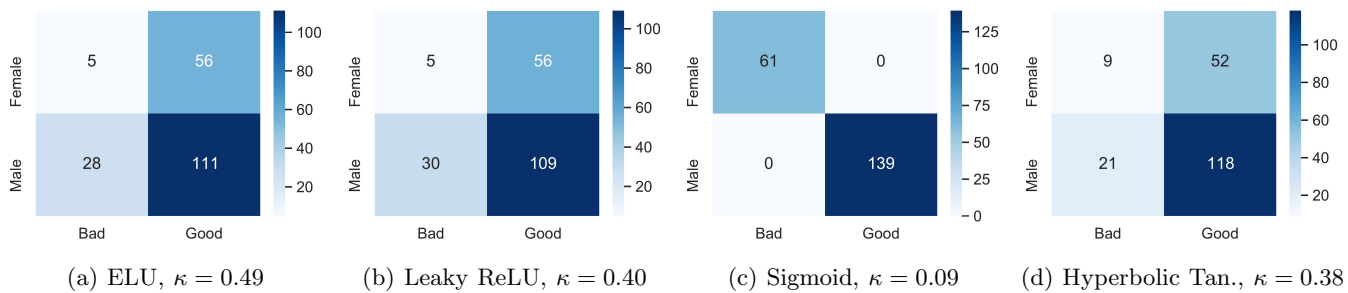 Female 5 56
Male 28 111
Bad Good
100
80
60
40
20
(a) ELU, κ = 0.49
Female 5 56
Male 30 109
Bad Good
100
80
60
40
20
(b) Leaky ReLU, κ = 0.40
Female 61 0
Male 0 139
Bad Good
125
100
75
50
25
0
(c) Sigmoid, κ = 0.09
Female 9 52
Male 21 118
Bad Good
100
80
60
40
20
(d) Hyperbolic Tan., κ = 0.38